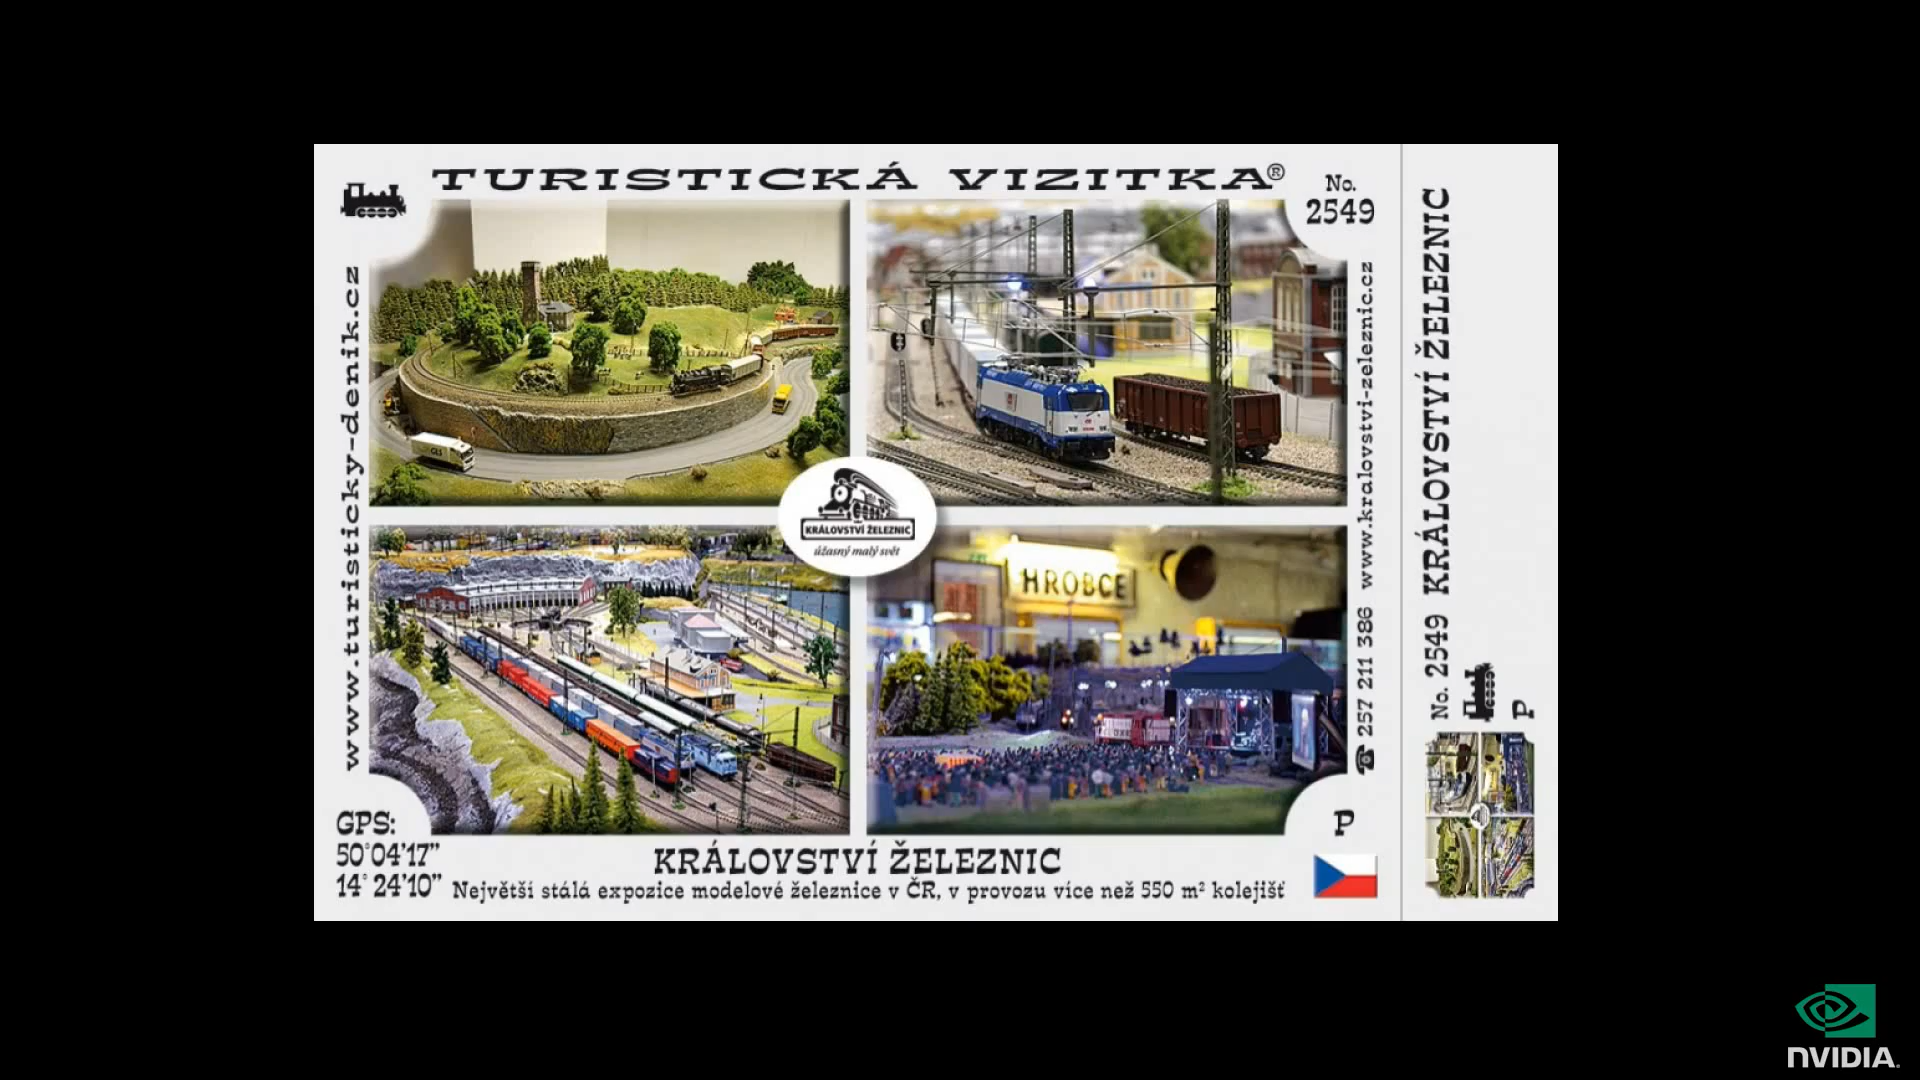 TURISTICKÁ VIZITKA®
No.
2549
www.turisticky-denik.cz
GLS
KRÁLOVSTVÍ ŽELEZNIC
úžasný malý svět
HROBCE
☎ 257 211 386 www.kralovstvi-zeleznic.cz
GPS:
50°04'17"
14° 24'10"
P
KRÁLOVSTVÍ ŽELEZNIC
Největší stálá expozice modelové železnice v ČR, v provozu více než 550 m² kolejišť
No. 2549 KRÁLOVSTVÍ ŽELEZNIC
P
NVIDIA.